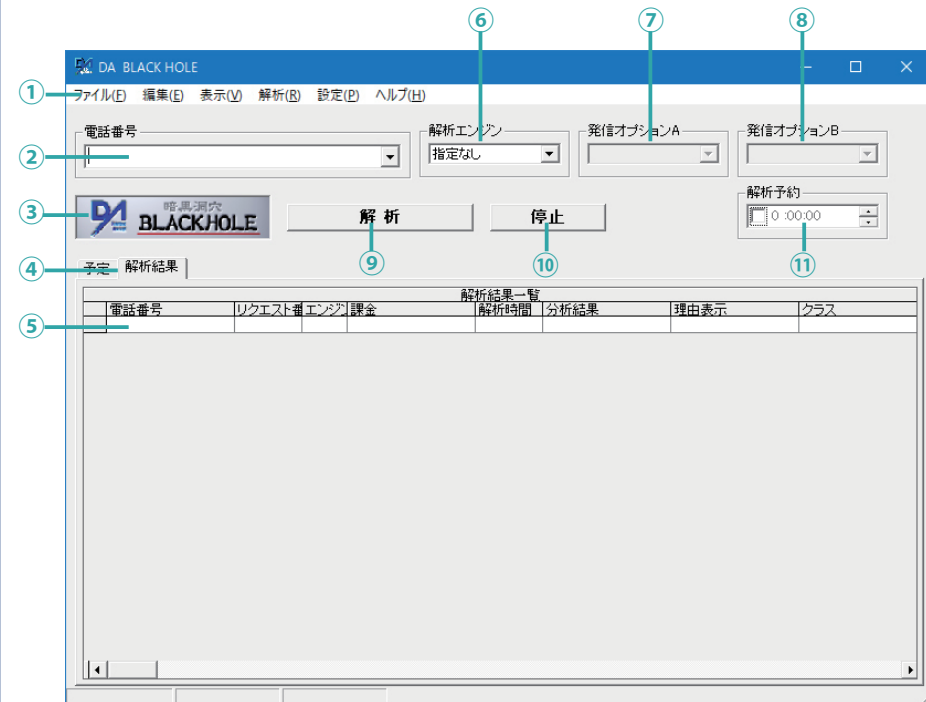 ⑥ ⑦ ⑧
DA BLACK HOLE
① ファイル(F) 編集(E) 表示(V) 解析(R) 設定(P) ヘルプ(H)
電話番号 解析エンジン 発信オプションA 発信オプションB
② 指定なし
解析予約
③ DA 暗黒洞穴 解 析 停止 0 :00:00
BLACKHOLE
⑨ ⑩ ⑪
④ 予定 解析結果
解析結果一覧
電話番号 リクエスト番 エンジン 課金 解析時間 分析結果 理由表示 クラス
⑤